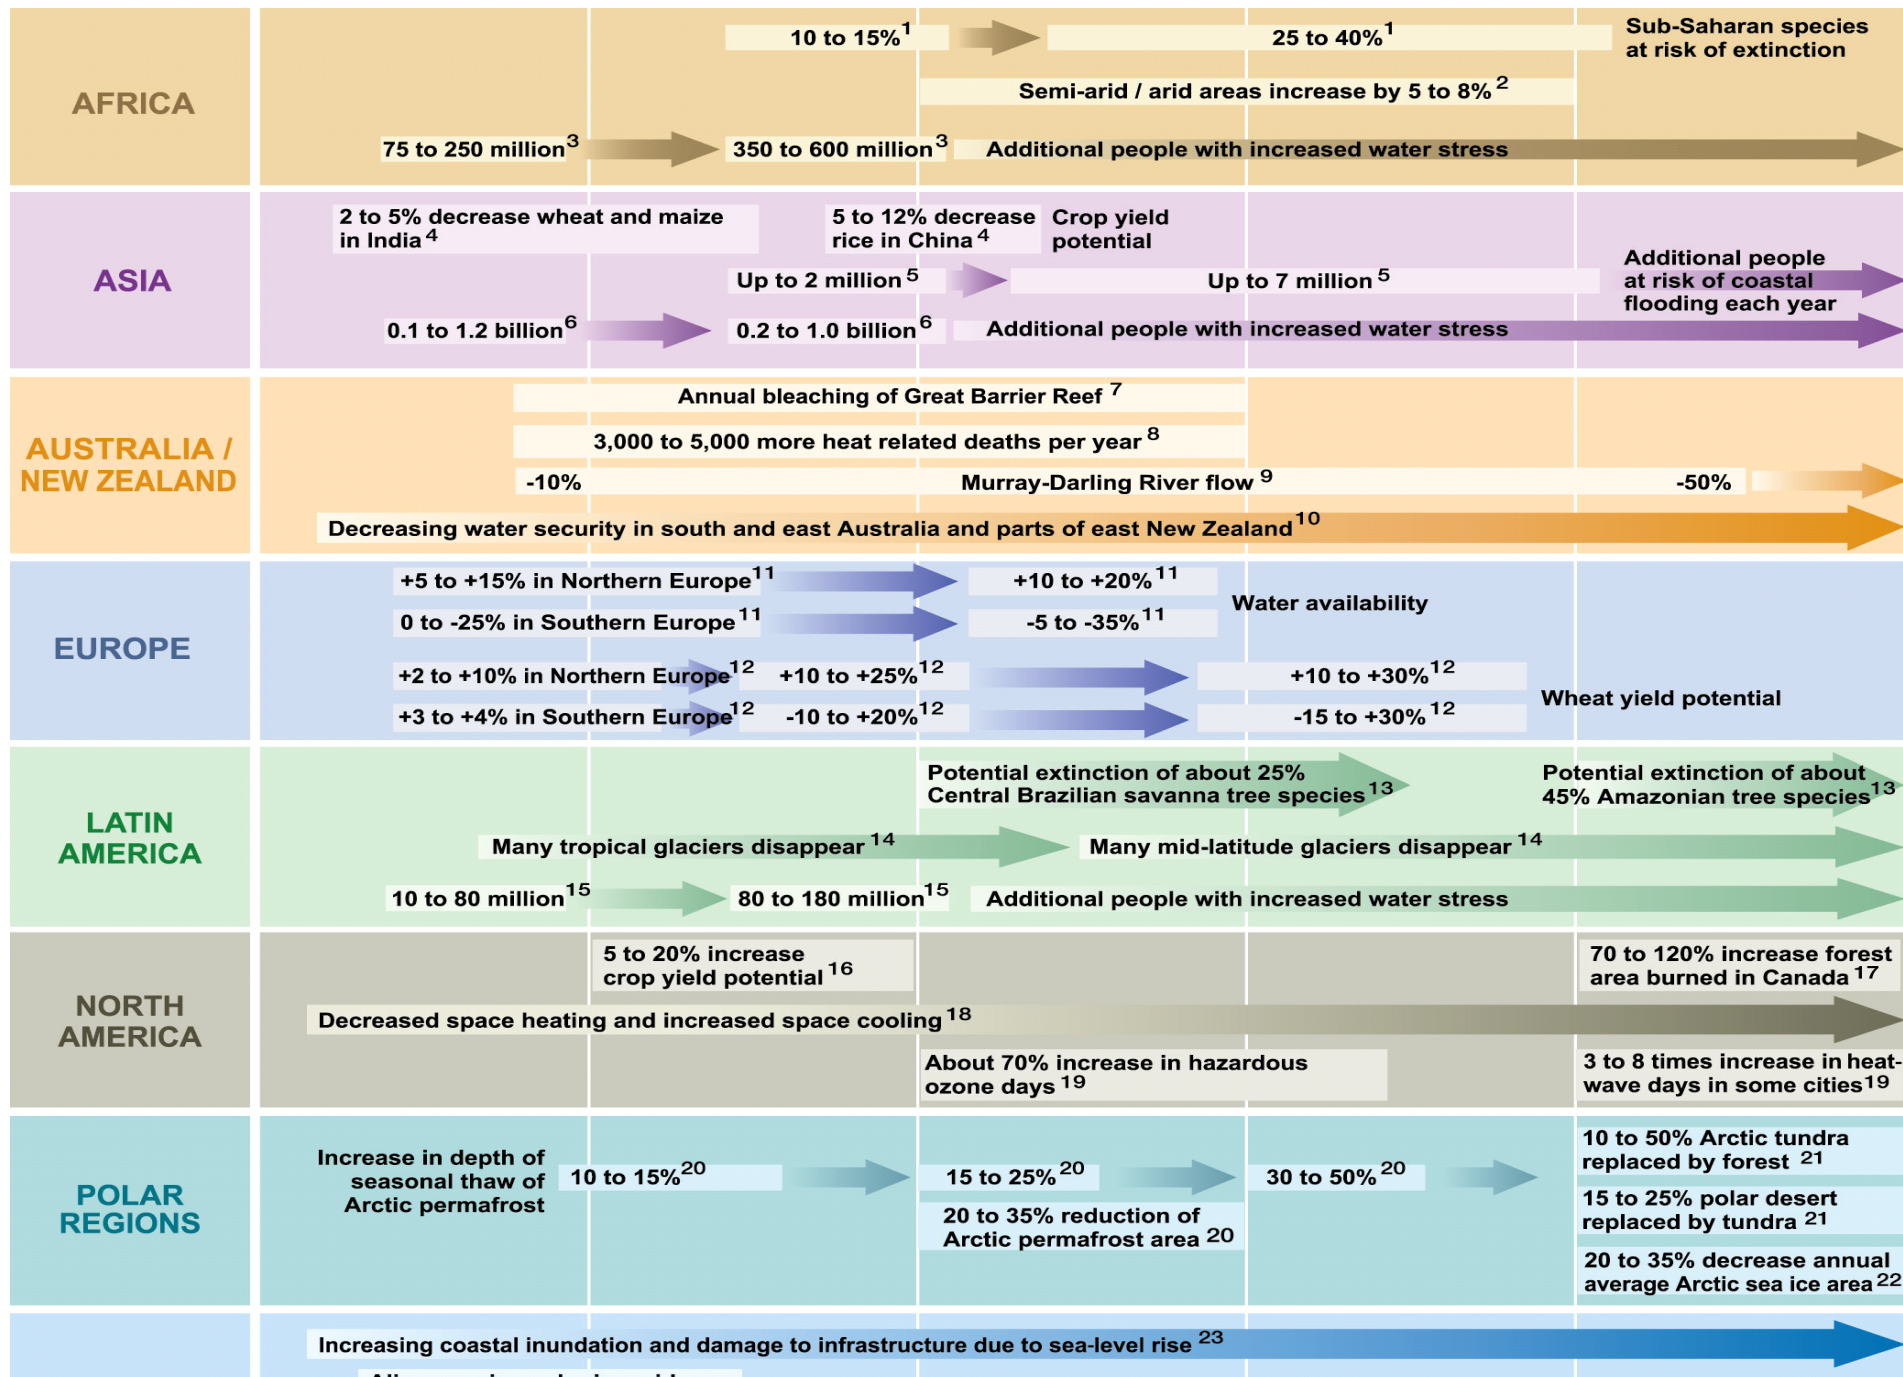 AFRICA
10 to 15%1
25 to 40%1
Sub-Saharan species
at risk of extinction
Semi-arid / arid areas increase by 5 to 8%2
75 to 250 million3
350 to 600 million3
Additional people with increased water stress
ASIA
2 to 5% decrease wheat and maize
in India4
5 to 12% decrease
rice in China4
Crop yield
potential
Up to 2 million5
Up to 7 million5
Additional people
at risk of coastal
flooding each year
0.1 to 1.2 billion6
0.2 to 1.0 billion6
Additional people with increased water stress
AUSTRALIA /
NEW ZEALAND
Annual bleaching of Great Barrier Reef7
3,000 to 5,000 more heat related deaths per year8
-10%
Murray-Darling River flow9
-50%
Decreasing water security in south and east Australia and parts of east New Zealand10
EUROPE
+5 to +15% in Northern Europe11
+10 to +20%11
0 to -25% in Southern Europe11
-5 to -35%11
Water availability
+2 to +10% in Northern Europe12
+10 to +25%12
+10 to +30%12
+3 to +4% in Southern Europe12
-10 to +20%12
-15 to +30%12
Wheat yield potential
LATIN
AMERICA
Potential extinction of about 25%
Central Brazilian savanna tree species13
Potential extinction of about
45% Amazonian tree species13
Many tropical glaciers disappear14
Many mid-latitude glaciers disappear14
10 to 80 million15
80 to 180 million15
Additional people with increased water stress
NORTH
AMERICA
5 to 20% increase
crop yield potential16
70 to 120% increase forest
area burned in Canada17
Decreased space heating and increased space cooling18
About 70% increase in hazardous
ozone days19
3 to 8 times increase in heat-
wave days in some cities19
POLAR
REGIONS
Increase in depth of
seasonal thaw of
Arctic permafrost
10 to 15%20
15 to 25%20
30 to 50%20
20 to 35% reduction of
Arctic permafrost area20
10 to 50% Arctic tundra
replaced by forest21
15 to 25% polar desert
replaced by tundra21
20 to 35% decrease annual
average Arctic sea ice area22
Increasing coastal inundation and damage to infrastructure due to sea-level rise23